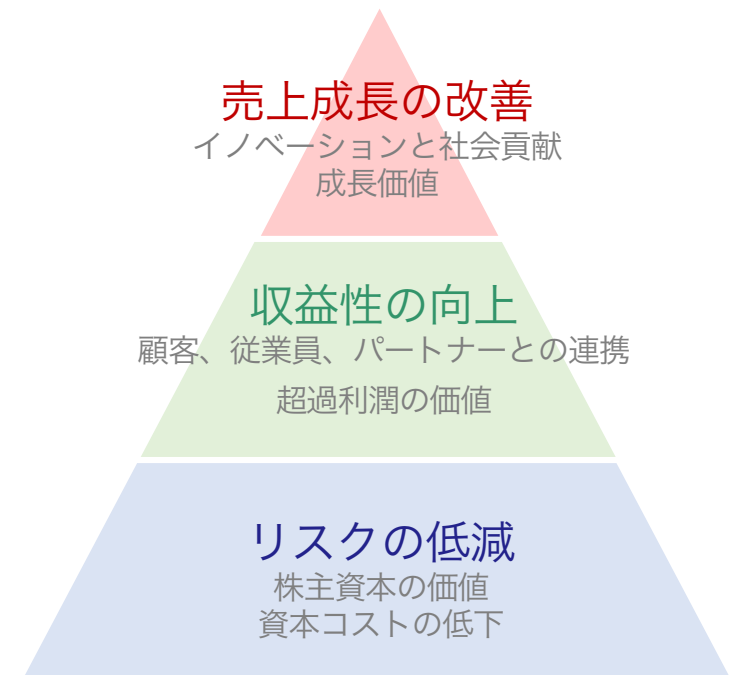 売上成長の改善
イノベーションと社会貢献
成長価値
収益性の向上
顧客、従業員、パートナーとの連携
超過利潤の価値
リスクの低減
株主資本の価値
資本コストの低下